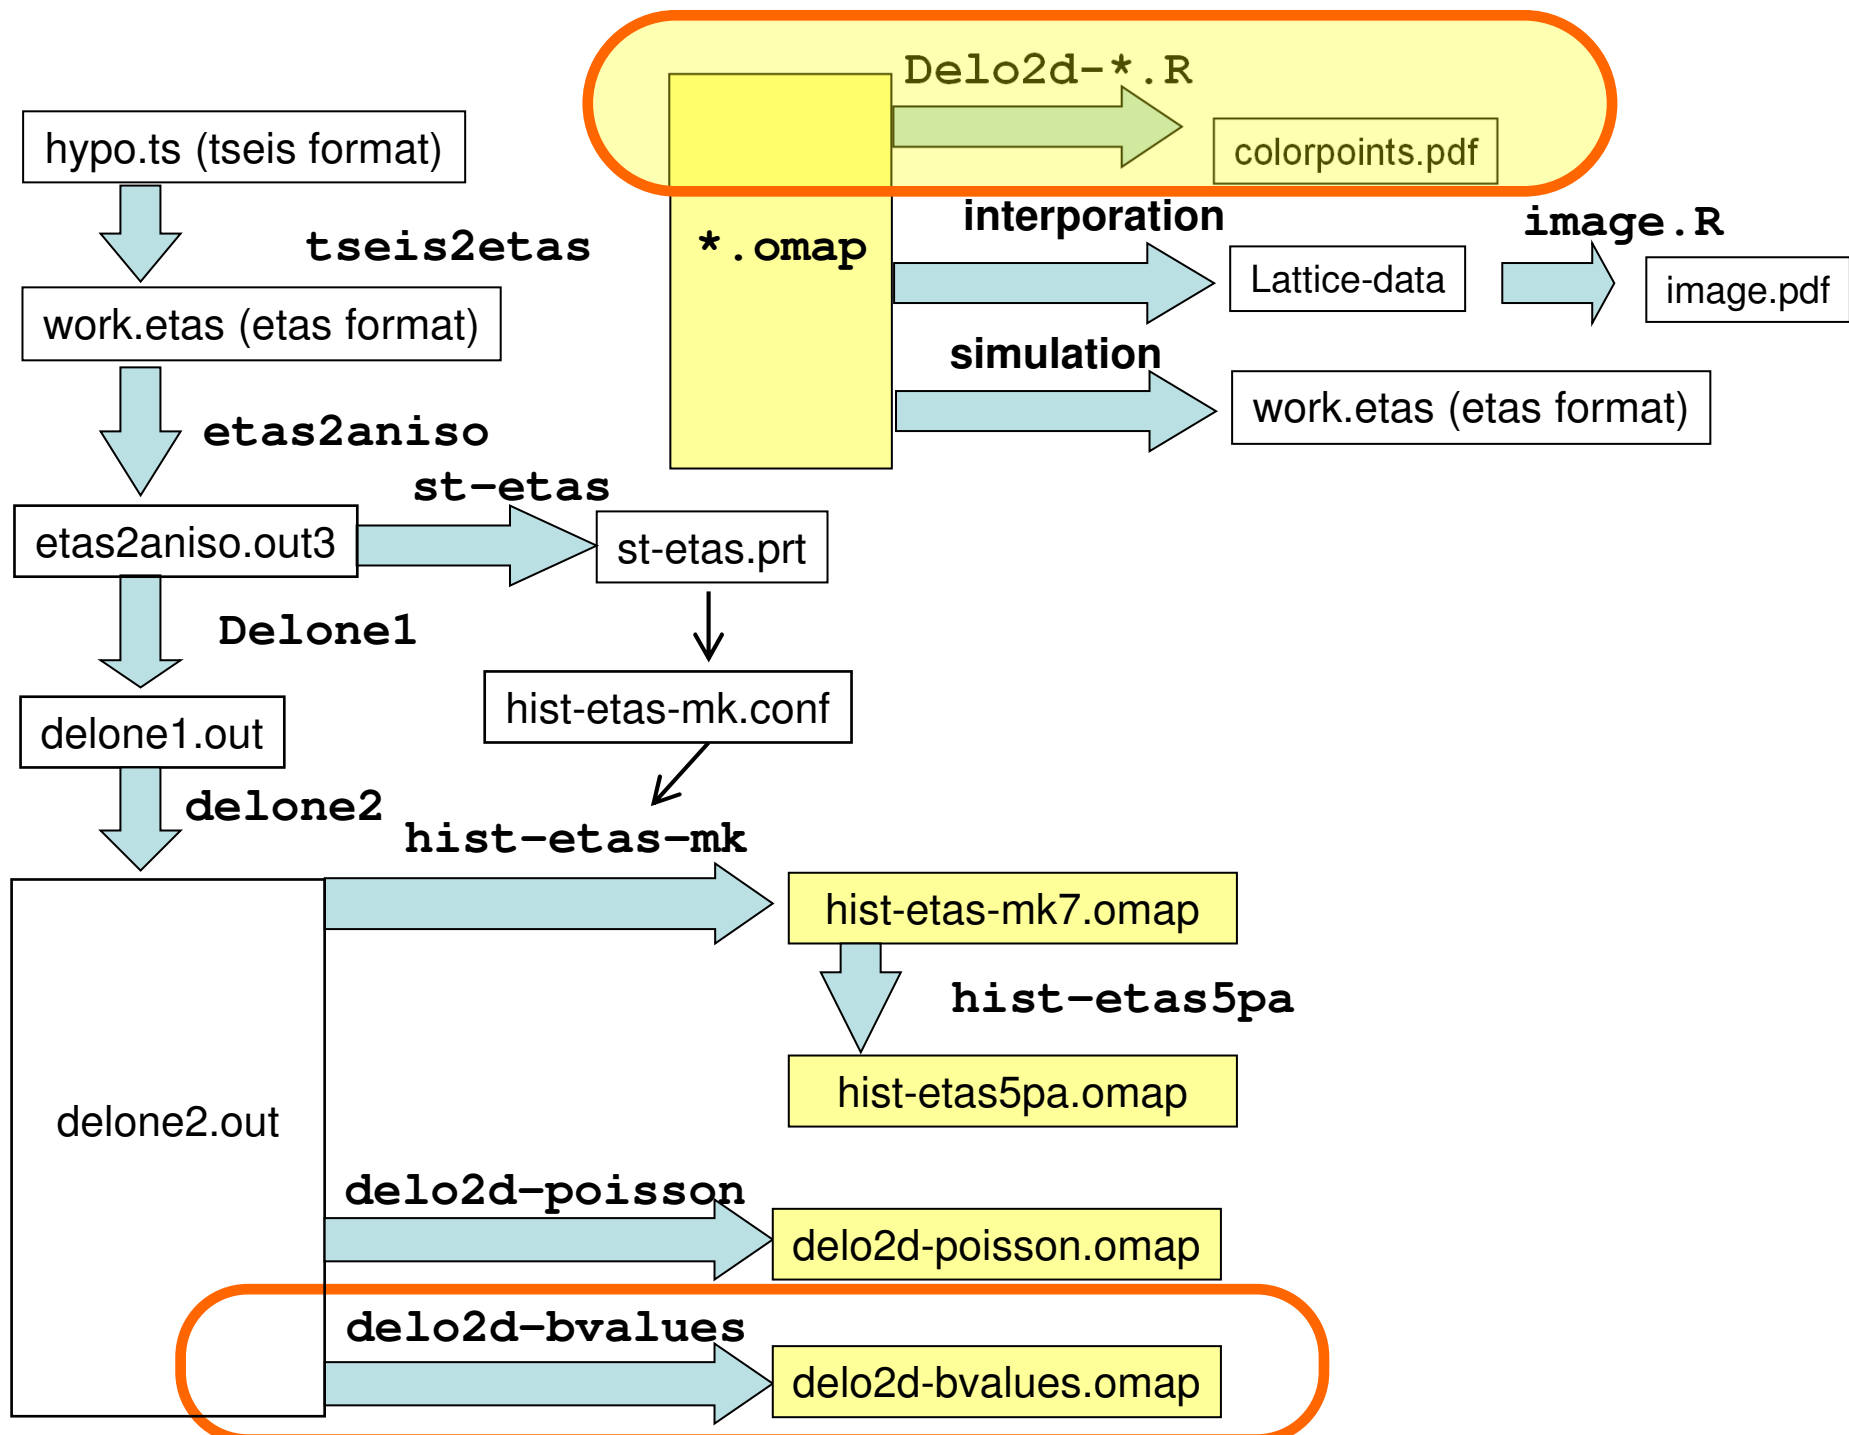 Delo2d-*.R
hypo.ts (tseis format)
colorpoints.pdf
tseis2etas
*.omap
interporation
image.R
Lattice-data
image.pdf
work.etas (etas format)
simulation
work.etas (etas format)
etas2aniso
st-etas
etas2aniso.out3
st-etas.prt
Delone1
hist-etas-mk.conf
delone1.out
delone2
hist-etas-mk
hist-etas-mk7.omap
hist-etas5pa
hist-etas5pa.omap
delone2.out
delo2d-poisson
delo2d-poisson.omap
delo2d-bvalues
delo2d-bvalues.omap